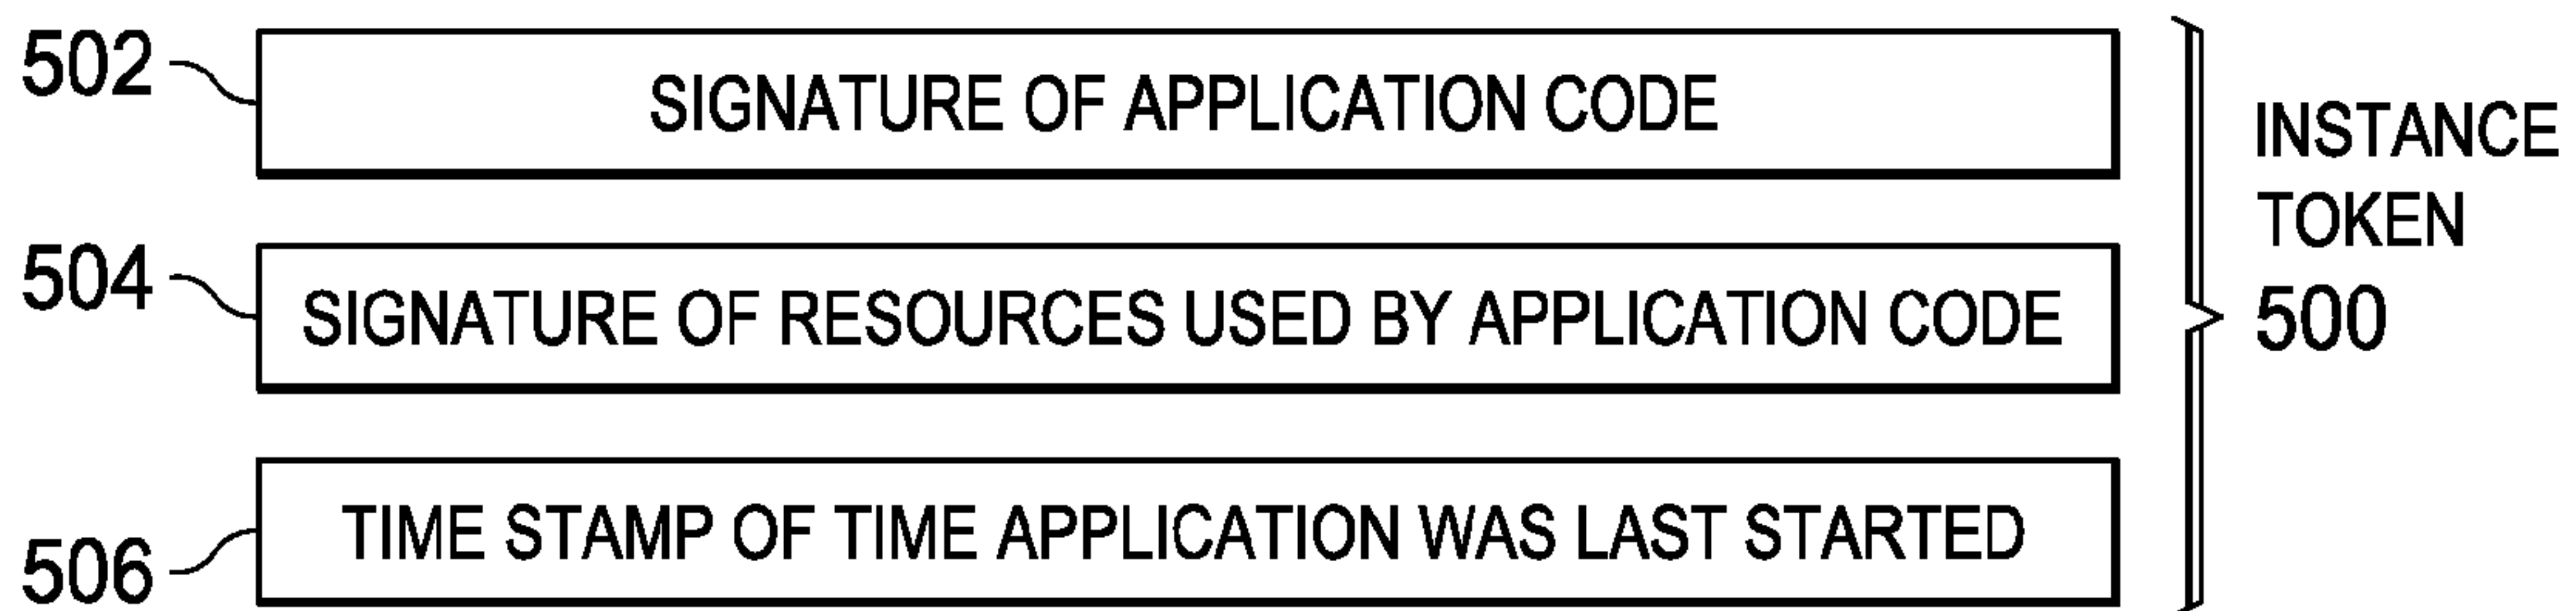 502
SIGNATURE OF APPLICATION CODE
504
SIGNATURE OF RESOURCES USED BY APPLICATION CODE
506
TIME STAMP OF TIME APPLICATION WAS LAST STARTED
INSTANCE
TOKEN
500